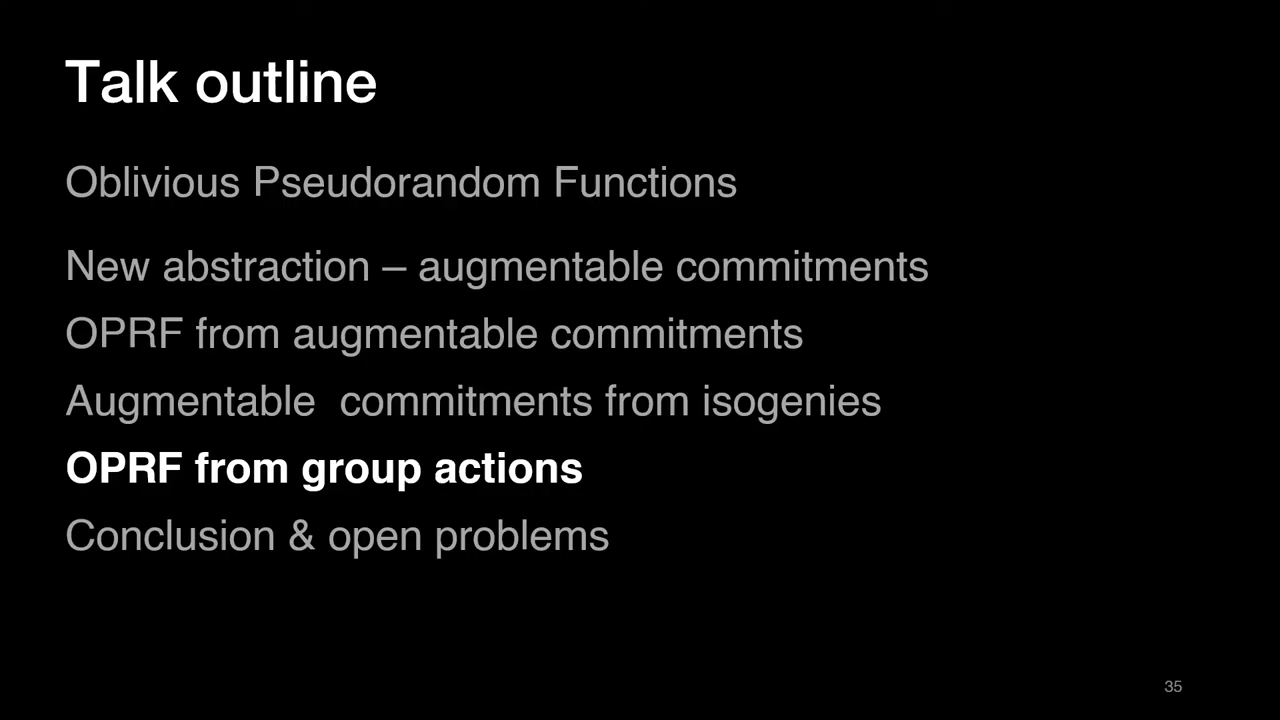 Talk outline
Oblivious Pseudorandom Functions
New abstraction – augmentable commitments
OPRF from augmentable commitments
Augmentable  commitments from isogenies
OPRF from group actions
Conclusion & open problems
35